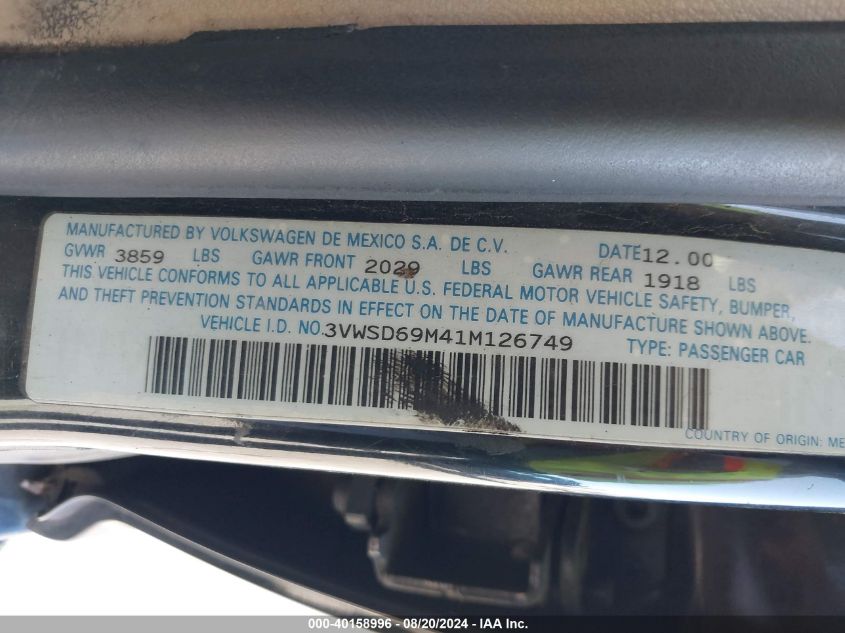 MANUFACTURED BY VOLKSWAGEN DE MEXICO S.A. DE C.V. DATE 12.00
GVWR 3859 LBS GAWR FRONT 2029 LBS GAWR REAR 1918 LBS
THIS VEHICLE CONFORMS TO ALL APPLICABLE U.S. FEDERAL MOTOR VEHICLE SAFETY, BUMPER,
AND THEFT PREVENTION STANDARDS IN EFFECT ON THE DATE OF MANUFACTURE SHOWN ABOVE.
VEHICLE I.D. NO. 3VWSD69M41M126749 TYPE: PASSENGER CAR
COUNTRY OF ORIGIN: ME
000-40158996 - 08/20/2024 - IAA Inc.